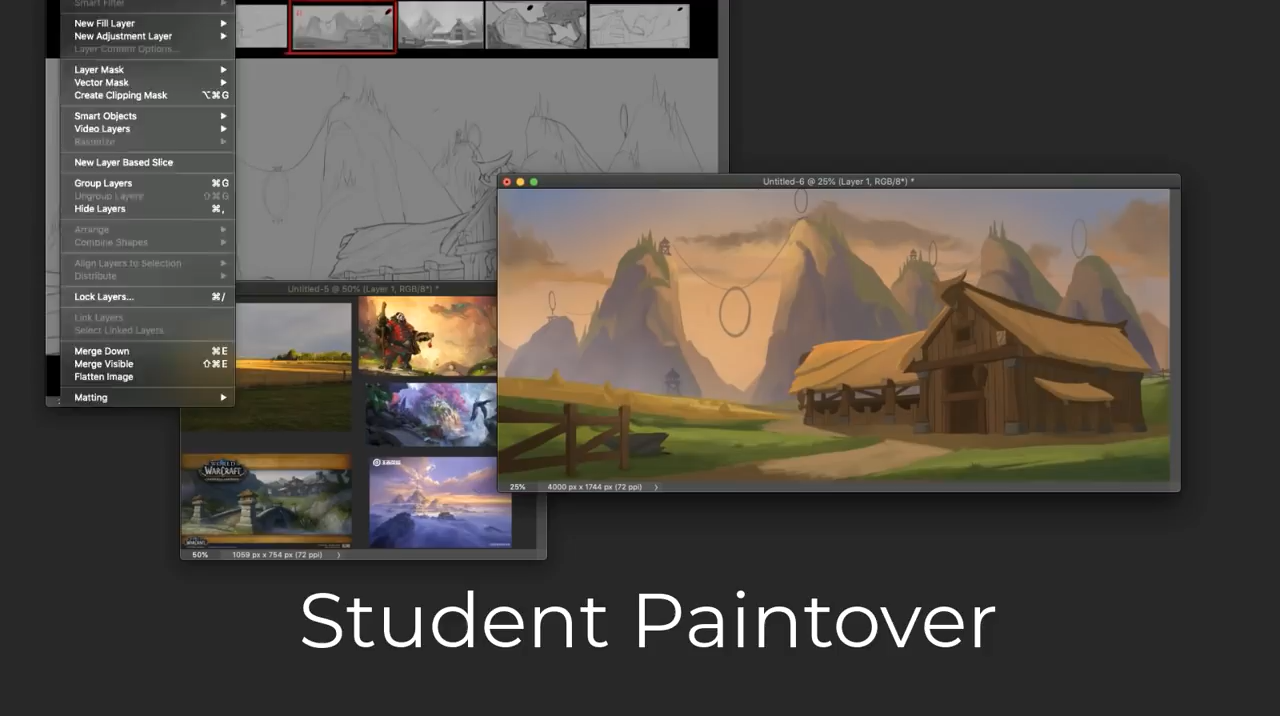 Smart Filter
New Fill Layer
New Adjustment Layer
Layer Content Options...
Layer Mask
Vector Mask
Create Clipping Mask ⌥⌘G
Smart Objects
Video Layers
Rasterize
New Layer Based Slice
Group Layers ⌘G
Ungroup Layers ⇧⌘G
Hide Layers ⌘,
Arrange
Combine Shapes
Align Layers to Selection
Distribute
Lock Layers... ⌘/
Link Layers
Select Linked Layers
Merge Down ⌘E
Merge Visible ⇧⌘E
Flatten Image
Matting
Untitled-6 @ 25% (Layer 1, RGB/8*) *
25% 4000 px x 1744 px (72 ppi)
Untitled-5 @ 50% (Layer 1, RGB/8*) *
WORLD
WARCRAFT
50% 1059 px x 754 px (72 ppi)
Student Paintover